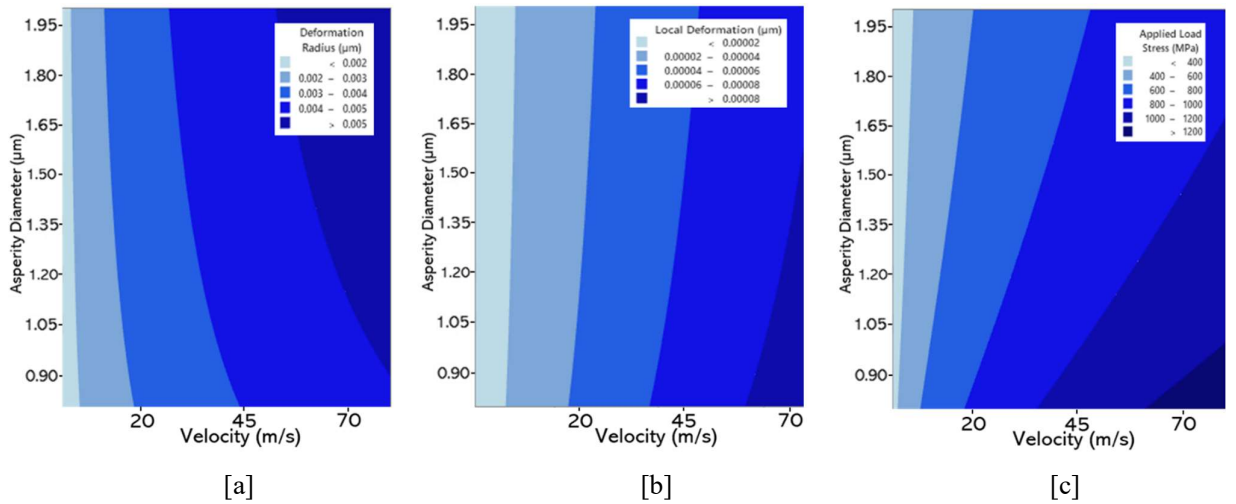 Asperity Diameter (μm)
1.95
1.80
1.65
1.50
1.35
1.20
1.05
0.90
Deformation
Radius (μm)
< 0.002
0.002 – 0.003
0.003 – 0.004
0.004 – 0.005
> 0.005
20 45 70
Velocity (m/s)
[a]
Asperity Diameter (μm)
1.95
1.80
1.65
1.50
1.35
1.20
1.05
0.90
Local Deformation (μm)
< 0.00002
0.00002 – 0.00004
0.00004 – 0.00006
0.00006 – 0.00008
> 0.00008
20 45 70
Velocity (m/s)
[b]
Asperity Diameter (μm)
1.95
1.80
1.65
1.50
1.35
1.20
1.05
0.90
Applied Load
Stress (MPa)
< 400
400 – 600
600 – 800
800 – 1000
1000 – 1200
> 1200
20 45 70
Velocity (m/s)
[c]